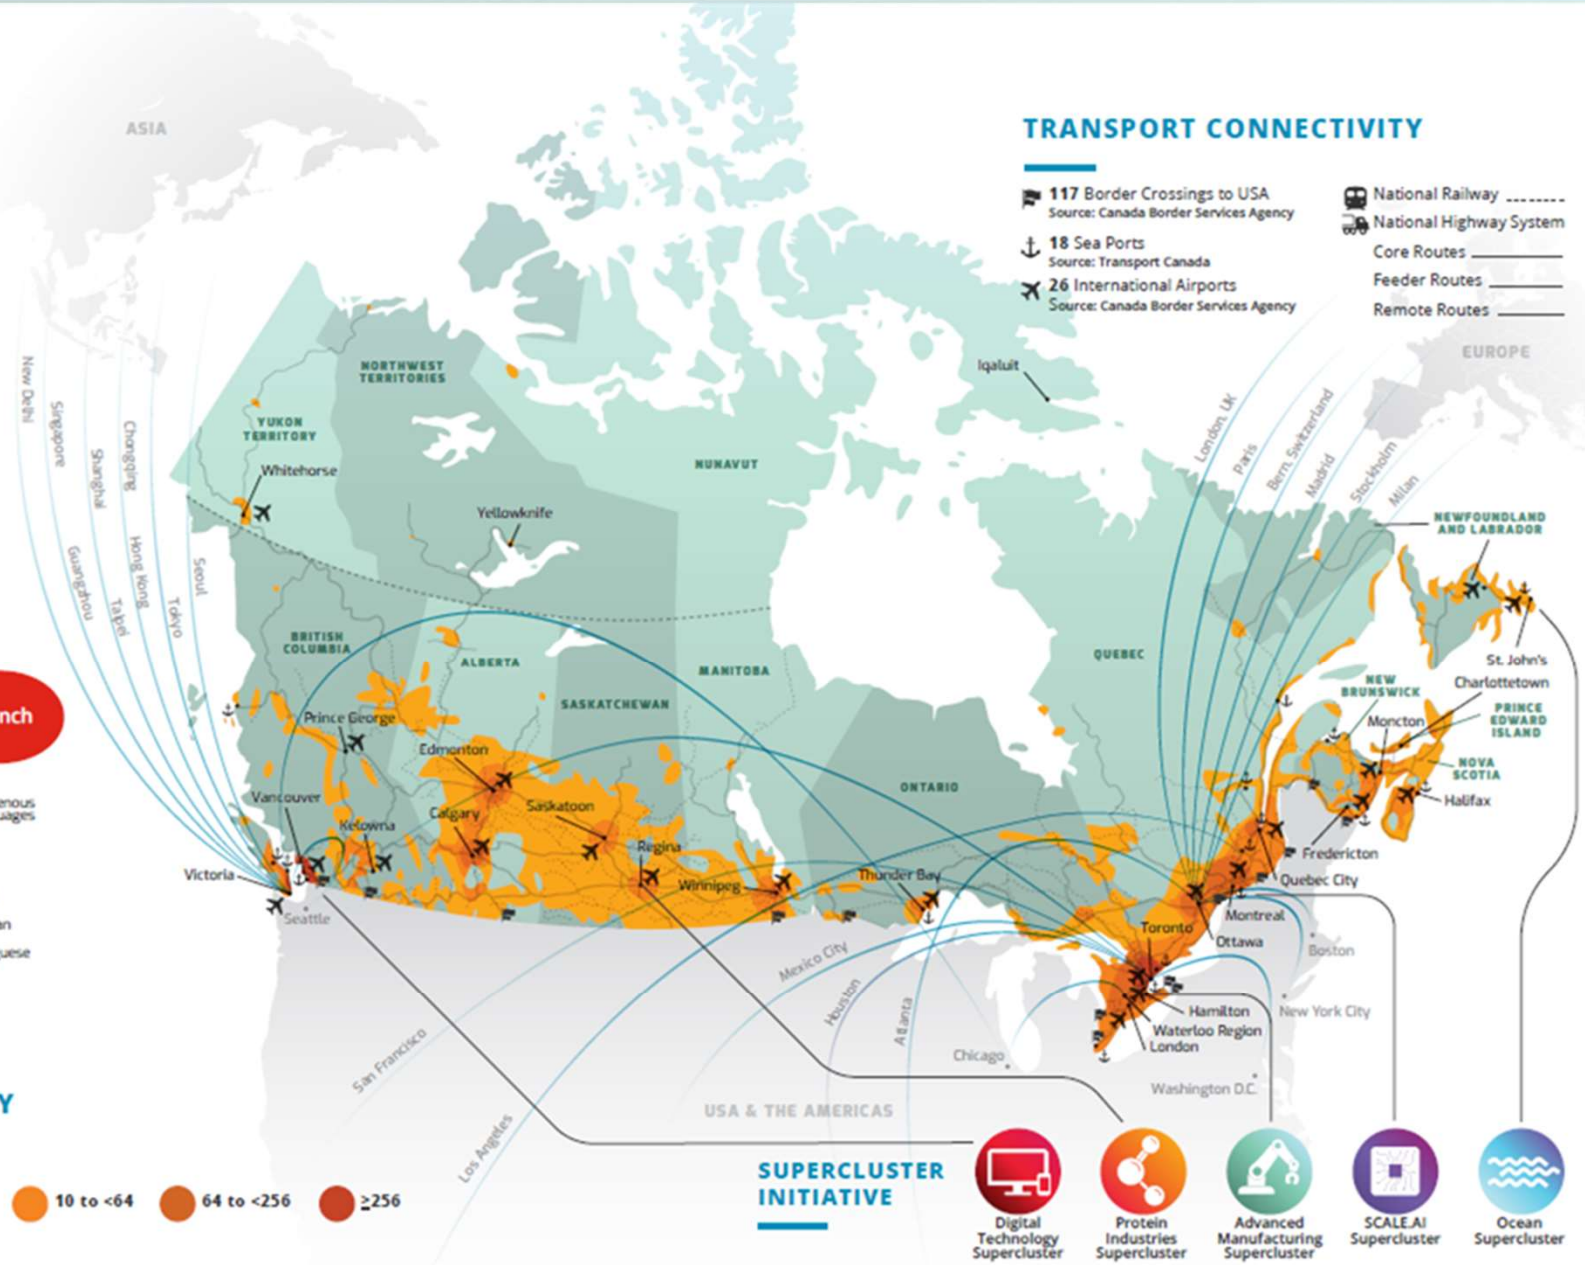 ASIA
TRANSPORT CONNECTIVITY
117 Border Crossings to USA
Source: Canada Border Services Agency
18 Sea Ports
Source: Transport Canada
26 International Airports
Source: Canada Border Services Agency
National Railway
National Highway System
Core Routes
Feeder Routes
Remote Routes
EUROPE
New Delhi
Singapore
Shanghai
Chongqing
Guangzhou
Taipei
Hong Kong
Tokyo
Seoul
London, UK
Paris
Bern, Switzerland
Madrid
Stockholm
Milan
Iqaluit
NORTHWEST
TERRITORIES
YUKON
TERRITORY
Whitehorse
NUNAVUT
Yellowknife
NEWFOUNDLAND
AND LABRADOR
BRITISH
COLUMBIA
ALBERTA
MANITOBA
SASKATCHEWAN
QUEBEC
ONTARIO
St. John's
Charlottetown
NEW
BRUNSWICK
Moncton
PRINCE
EDWARD
ISLAND
NOVA
SCOTIA
Halifax
Prince George
Edmonton
Vancouver
Calgary
Saskatoon
Kelowna
Regina
Victoria
Winnipeg
Thunder Bay
Seattle
Fredericton
Quebec City
Montreal
Toronto
Ottawa
Boston
Hamilton
New York City
Waterloo Region
London
Chicago
Washington D.C.
Mexico City
Houston
Atlanta
San Francisco
Los Angeles
USA & THE AMERICAS
nch
enous
uages
an
uese
Y
10 to <64
64 to <256
≥256
SUPERCLUSTER
INITIATIVE
Digital
Technology
Supercluster
Protein
Industries
Supercluster
Advanced
Manufacturing
Supercluster
SCALE.AI
Supercluster
Ocean
Supercluster